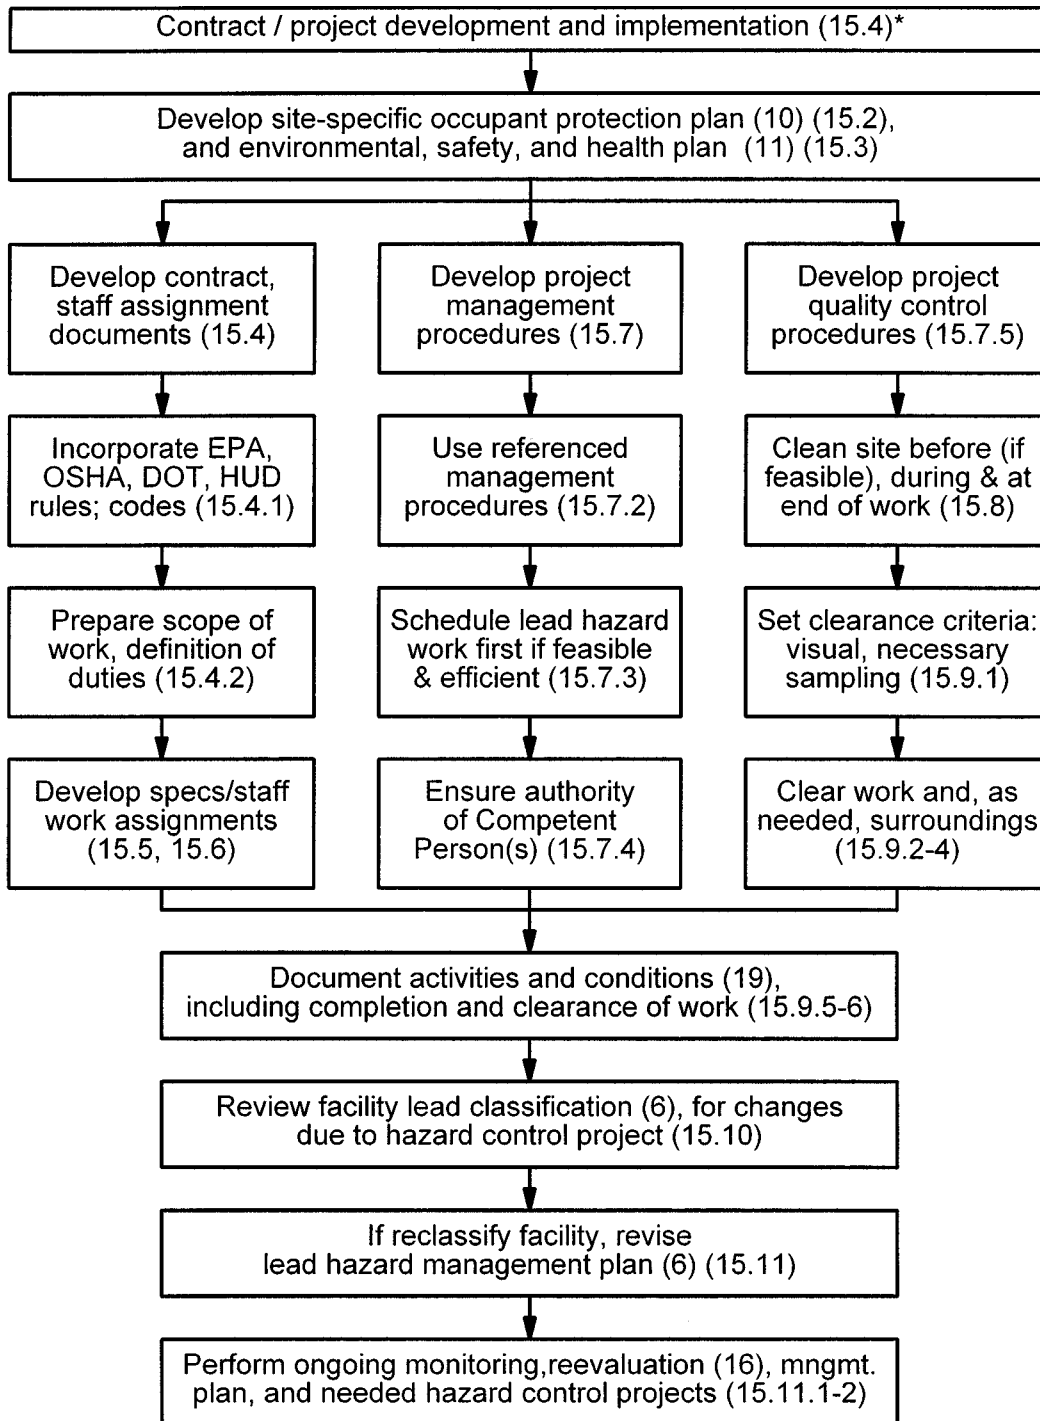 Contract / project development and implementation (15.4)*
Develop site-specific occupant protection plan (10) (15.2),
and environmental, safety, and health plan (11) (15.3)
Develop contract,
staff assignment
documents (15.4)
Develop project
management
procedures (15.7)
Develop project
quality control
procedures (15.7.5)
Incorporate EPA,
OSHA, DOT, HUD
rules; codes (15.4.1)
Use referenced
management
procedures (15.7.2)
Clean site before (if
feasible), during & at
end of work (15.8)
Prepare scope of
work, definition of
duties (15.4.2)
Schedule lead hazard
work first if feasible
& efficient (15.7.3)
Set clearance criteria:
visual, necessary
sampling (15.9.1)
Develop specs/staff
work assignments
(15.5, 15.6)
Ensure authority
of Competent
Person(s) (15.7.4)
Clear work and, as
needed, surroundings
(15.9.2-4)
Document activities and conditions (19),
including completion and clearance of work (15.9.5-6)
Review facility lead classification (6), for changes
due to hazard control project (15.10)
If reclassify facility, revise
lead hazard management plan (6) (15.11)
Perform ongoing monitoring,reevaluation (16), mngmt.
plan, and needed hazard control projects (15.11.1-2)